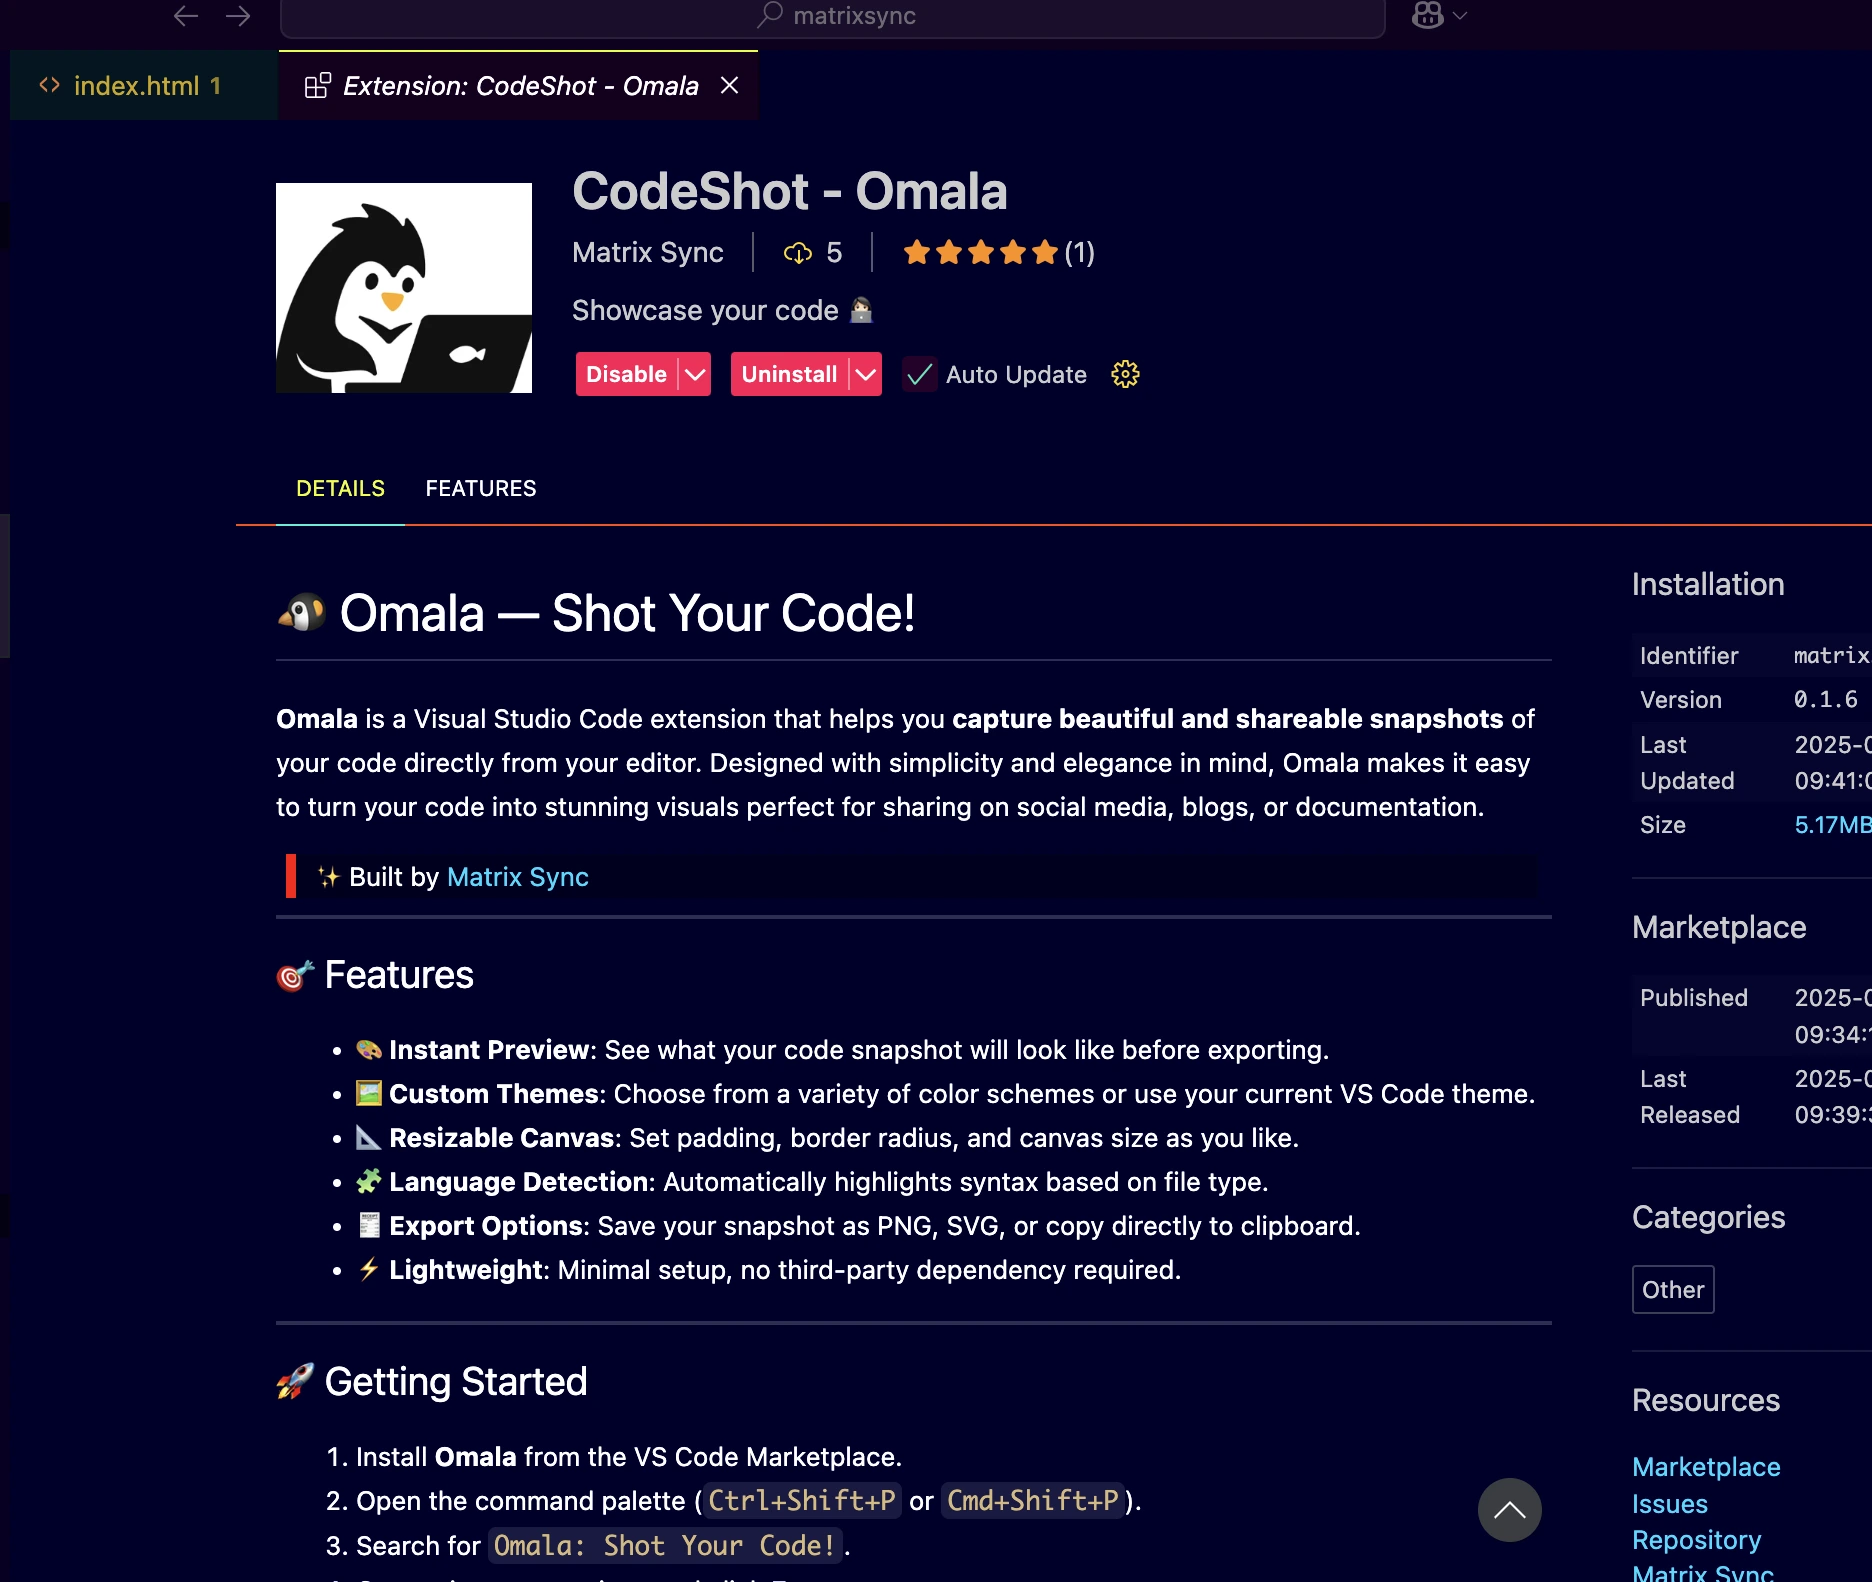 matrixsync
index.html 1
Extension: CodeShot - Omala
CodeShot - Omala
Matrix Sync 5 (1)
Showcase your code 👩🏻‍💻
Disable Uninstall Auto Update
DETAILS FEATURES
🐧 Omala — Shot Your Code!
Omala is a Visual Studio Code extension that helps you capture beautiful and shareable snapshots of
your code directly from your editor. Designed with simplicity and elegance in mind, Omala makes it easy
to turn your code into stunning visuals perfect for sharing on social media, blogs, or documentation.
✨ Built by Matrix Sync
🎯 Features
• 🎨 Instant Preview: See what your code snapshot will look like before exporting.
• 🖼️ Custom Themes: Choose from a variety of color schemes or use your current VS Code theme.
• 📐 Resizable Canvas: Set padding, border radius, and canvas size as you like.
• 🧩 Language Detection: Automatically highlights syntax based on file type.
• 🧾 Export Options: Save your snapshot as PNG, SVG, or copy directly to clipboard.
• ⚡ Lightweight: Minimal setup, no third-party dependency required.
🚀 Getting Started
1. Install Omala from the VS Code Marketplace.
2. Open the command palette (Ctrl+Shift+P or Cmd+Shift+P).
3. Search for Omala: Shot Your Code!.
Installation
Identifier matrix
Version 0.1.6
Last 2025-0
Updated 09:41:0
Size 5.17MB
Marketplace
Published 2025-0
09:34:
Last 2025-0
Released 09:39:
Categories
Other
Resources
Marketplace
Issues
Repository
Matrix Sync